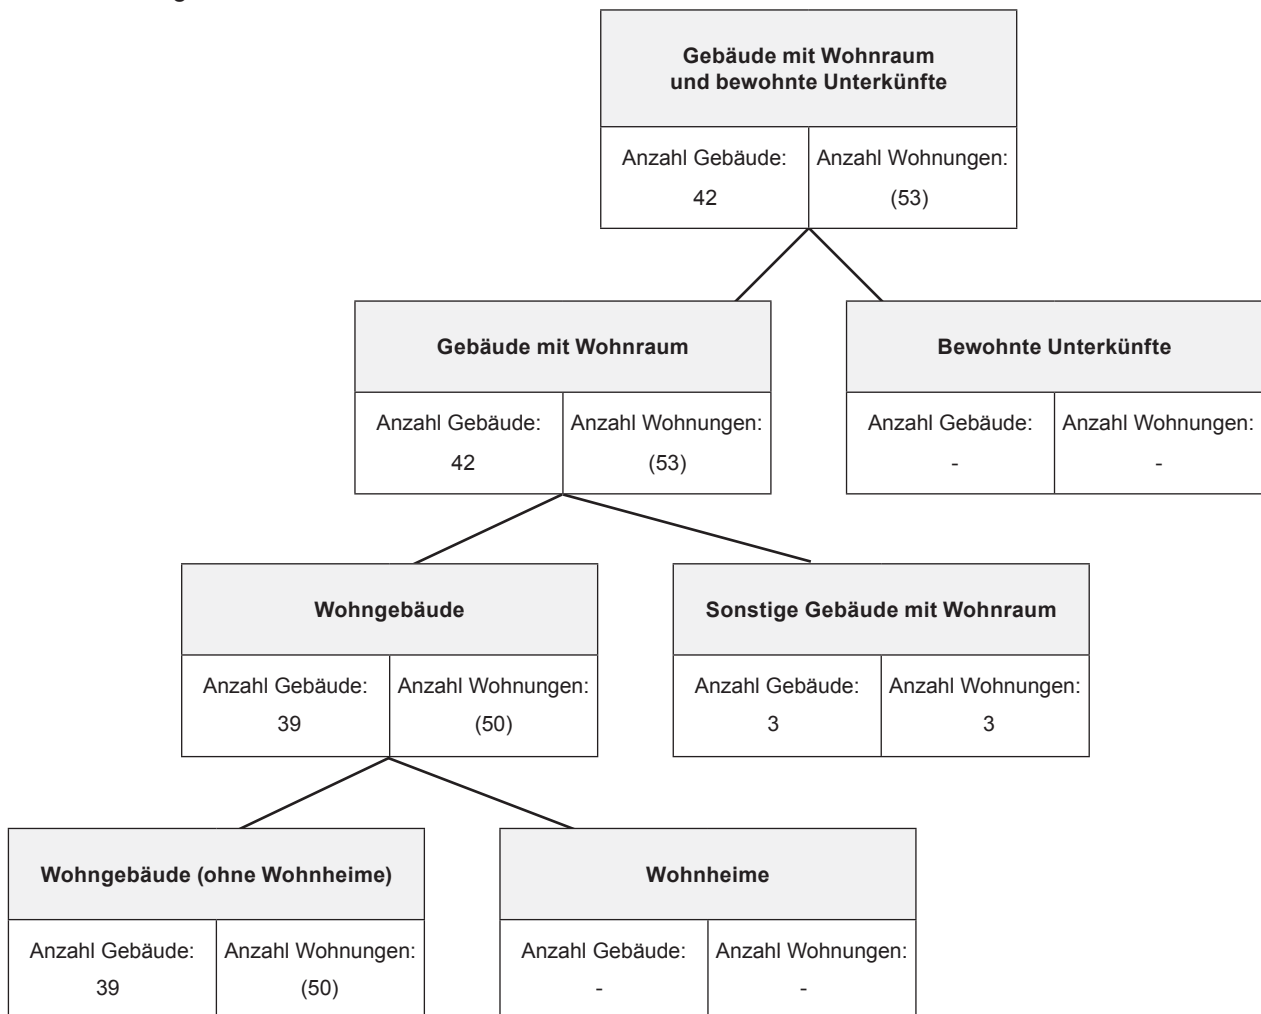 Gebäude mit Wohnraum
und bewohnte Unterkünfte
Anzahl Gebäude: Anzahl Wohnungen:
42 (53)
Gebäude mit Wohnraum
Anzahl Gebäude: Anzahl Wohnungen:
42 (53)
Bewohnte Unterkünfte
Anzahl Gebäude: Anzahl Wohnungen:
- -
Wohngebäude
Anzahl Gebäude: Anzahl Wohnungen:
39 (50)
Sonstige Gebäude mit Wohnraum
Anzahl Gebäude: Anzahl Wohnungen:
3 3
Wohngebäude (ohne Wohnheime)
Anzahl Gebäude: Anzahl Wohnungen:
39 (50)
Wohnheime
Anzahl Gebäude: Anzahl Wohnungen:
- -